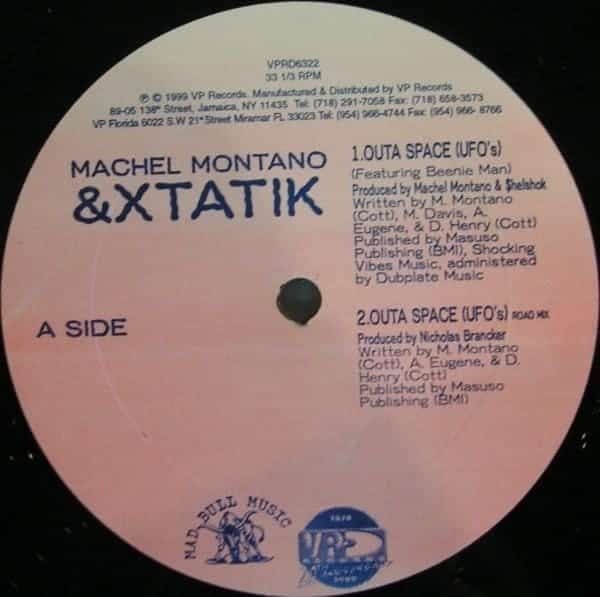 VPRD6322
33 1/3 RPM
℗ © 1999 VP Records. Manufactured & Distributed by VP Records
89-05 138th Street, Jamaica, NY 11435 Tel: (718) 291-7058 Fax: (718) 658-3573
VP Florida 6022 S.W 21st Street Miramar FL 33023 Tel: (954) 966-4744 Fax: (954) 966- 8766
MACHEL MONTANO
&XTATIK
A SIDE
1.OUTA SPACE (UFO's)
(Featuring Beenie Man)
Produced by Machel Montano & $helshok
Written by M. Montano
(Cott), M. Davis, A.
Eugene, & D. Henry (Cott)
Published by Masuso
Publishing (BMI), Shocking
Vibes Music, administered
by Dubplate Music
2.OUTA SPACE (UFO's) ROAD MIX
Produced by Nicholas Brancker
Written by M. Montano
(Cott), A. Eugene, & D.
Henry (Cott)
Published by Masuso
Publishing (BMI)
MAD BULL MUSIC
1979
VP